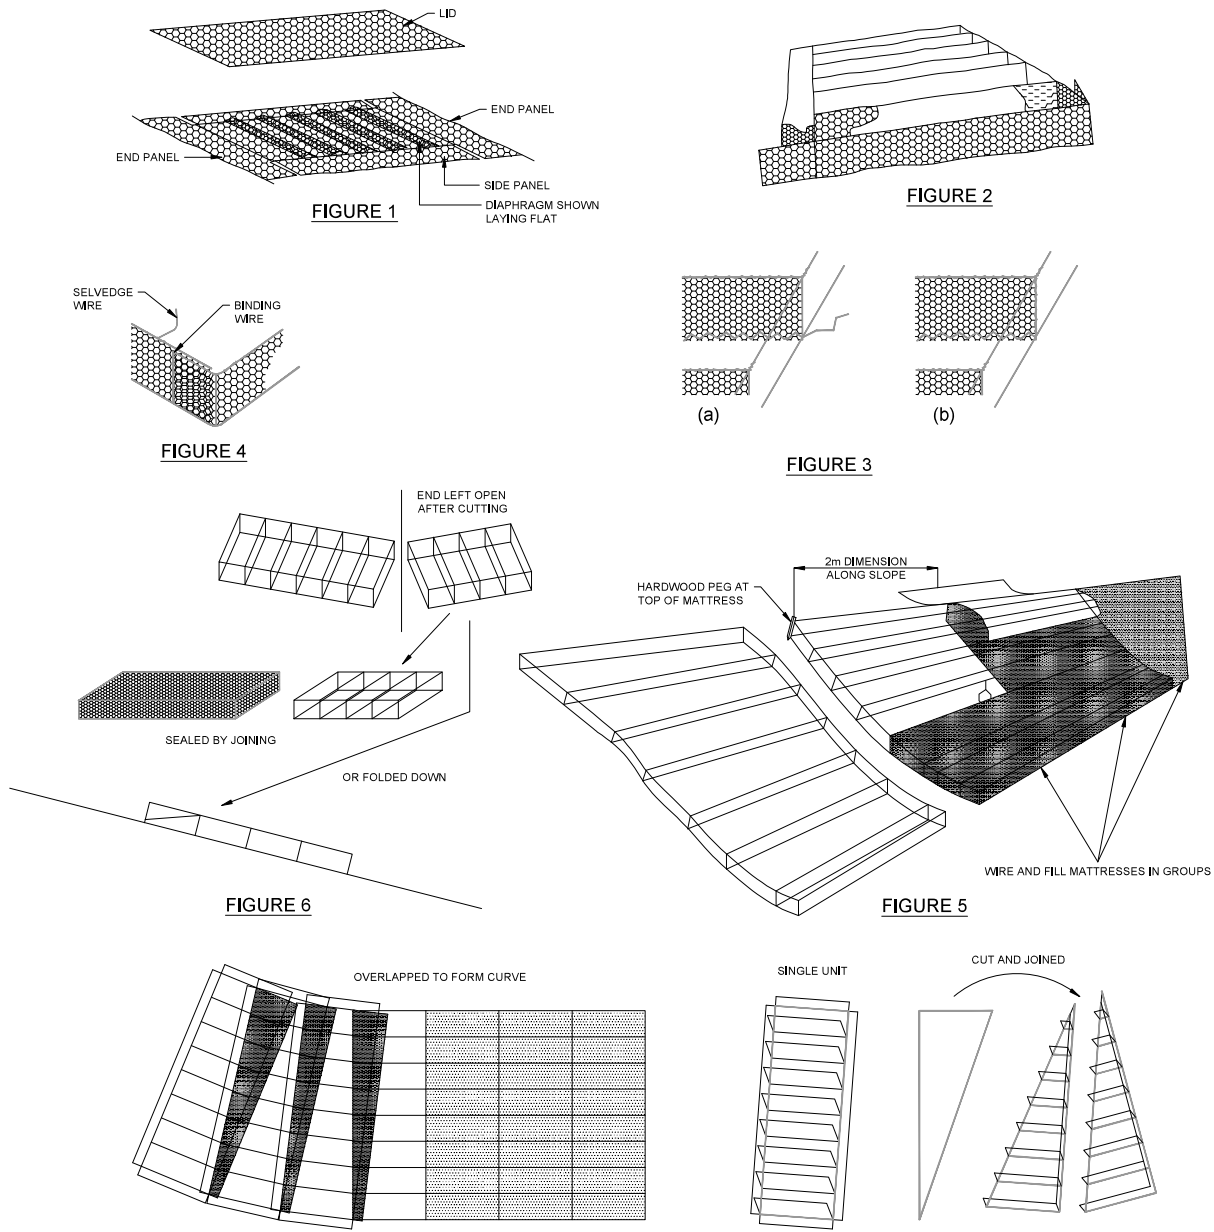 LID
END PANEL
END PANEL
SIDE PANEL
DIAPHRAGM SHOWN
LAYING FLAT
FIGURE 1
FIGURE 2
SELVEDGE
WIRE
BINDING
WIRE
FIGURE 4
(a)
(b)
FIGURE 3
END LEFT OPEN
AFTER CUTTING
SEALED BY JOINING
OR FOLDED DOWN
FIGURE 6
2m DIMENSION
ALONG SLOPE
HARDWOOD PEG AT
TOP OF MATTRESS
WIRE AND FILL MATTRESSES IN GROUPS
FIGURE 5
OVERLAPPED TO FORM CURVE
SINGLE UNIT
CUT AND JOINED